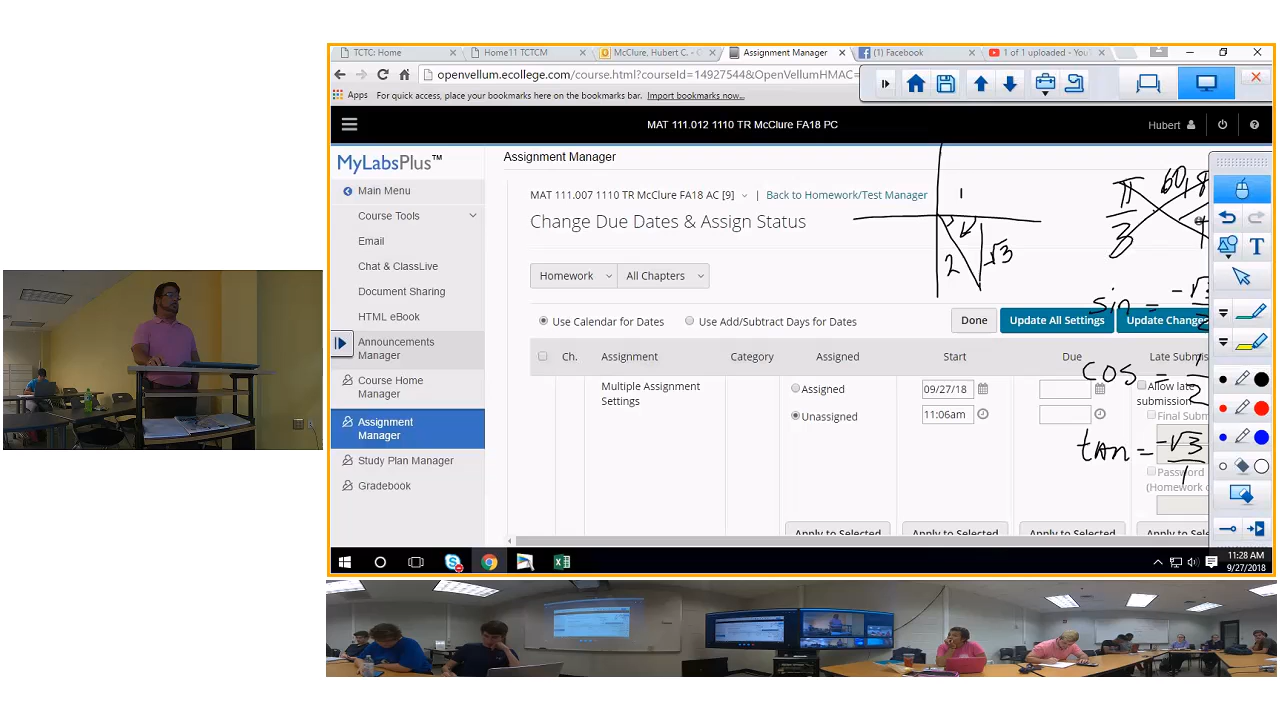 TCTC: Home
Home11 TCTCM
McClure, Hubert C. - O
Assignment Manager
(1) Facebook
1 of 1 uploaded - You
openvellum.ecollege.com/course.html?courseId=14927544&OpenVellumHMAC=
Apps For quick access, place your bookmarks here on the bookmarks bar. Import bookmarks now...
MAT 111.012 1110 TR McClure FA18 PC
Hubert
MyLabsPlus™
Main Menu
Course Tools
Email
Chat & ClassLive
Document Sharing
HTML eBook
Announcements
Manager
Course Home
Manager
Assignment
Manager
Study Plan Manager
Gradebook
Assignment Manager
MAT 111.007 1110 TR McClure FA18 AC [9] | Back to Homework/Test Manager
Change Due Dates & Assign Status
Homework All Chapters
Use Calendar for Dates Use Add/Subtract Days for Dates
Done Update All Settings Update Change
Ch. Assignment Category Assigned Start Due Late Submis
Multiple Assignment
Settings
Assigned
Unassigned
09/27/18
11:06am
Allow late
submission
Final Subm
Password
(Homework o
Apply to Selected Apply to Selected Apply to Selected Apply to Sele
1
2
√3
π
3
60
sin = -√3
cos = 1
2
tAn = -√3
1
T
11:28 AM
9/27/2018